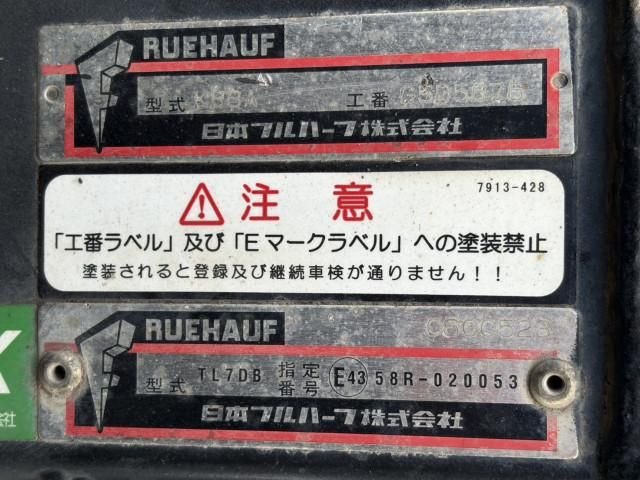 FRUEHAUF
型式
工番
日本フルハーフ株式会社
⚠ 注意
7913-428
「工番ラベル」及び「Eマークラベル」への塗装禁止
塗装されると登録及び継続車検が通りません!!
FRUEHAUF
型式 TL7DB 指定番号 E43 58R-020053
日本フルハーフ株式会社
X
会社